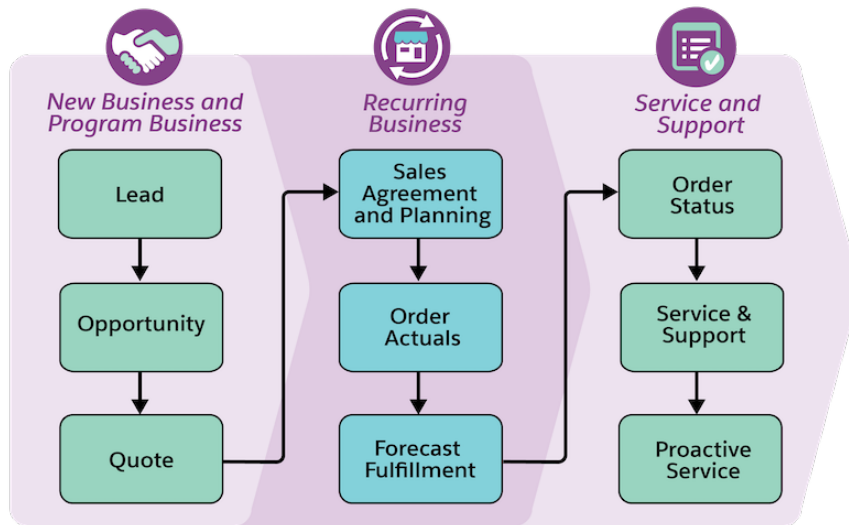 New Business and
Program Business
Lead
Opportunity
Quote
Recurring
Business
Sales
Agreement
and Planning
Order
Actuals
Forecast
Fulfillment
Service and
Support
Order
Status
Service &
Support
Proactive
Service